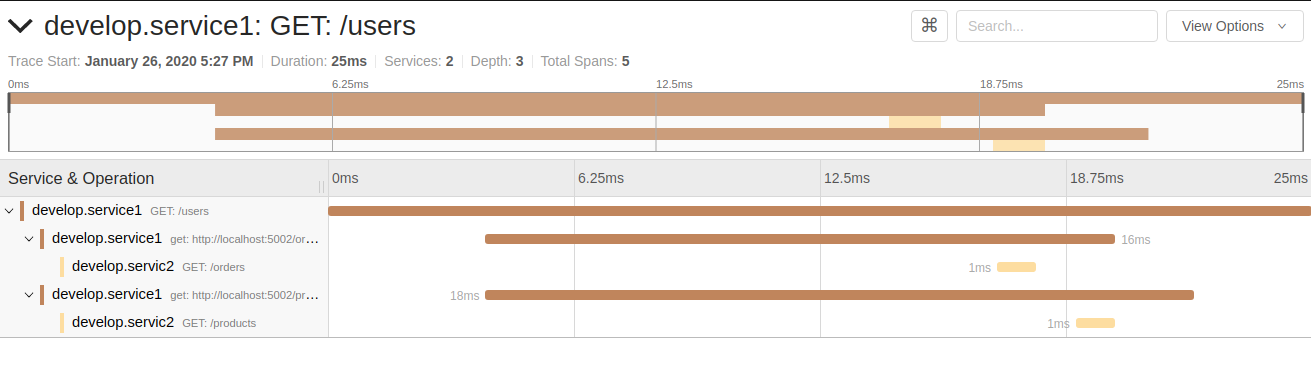 develop.service1: GET: /users
⌘ Search... View Options
Trace Start: January 26, 2020 5:27 PM Duration: 25ms Services: 2 Depth: 3 Total Spans: 5
0ms 6.25ms 12.5ms 18.75ms 25ms
Service & Operation 0ms 6.25ms 12.5ms 18.75ms 25ms
develop.service1 GET: /users
develop.service1 get: http://localhost:5002/or… 16ms
develop.servic2 GET: /orders 1ms
develop.service1 get: http://localhost:5002/pr… 18ms
develop.servic2 GET: /products 1ms